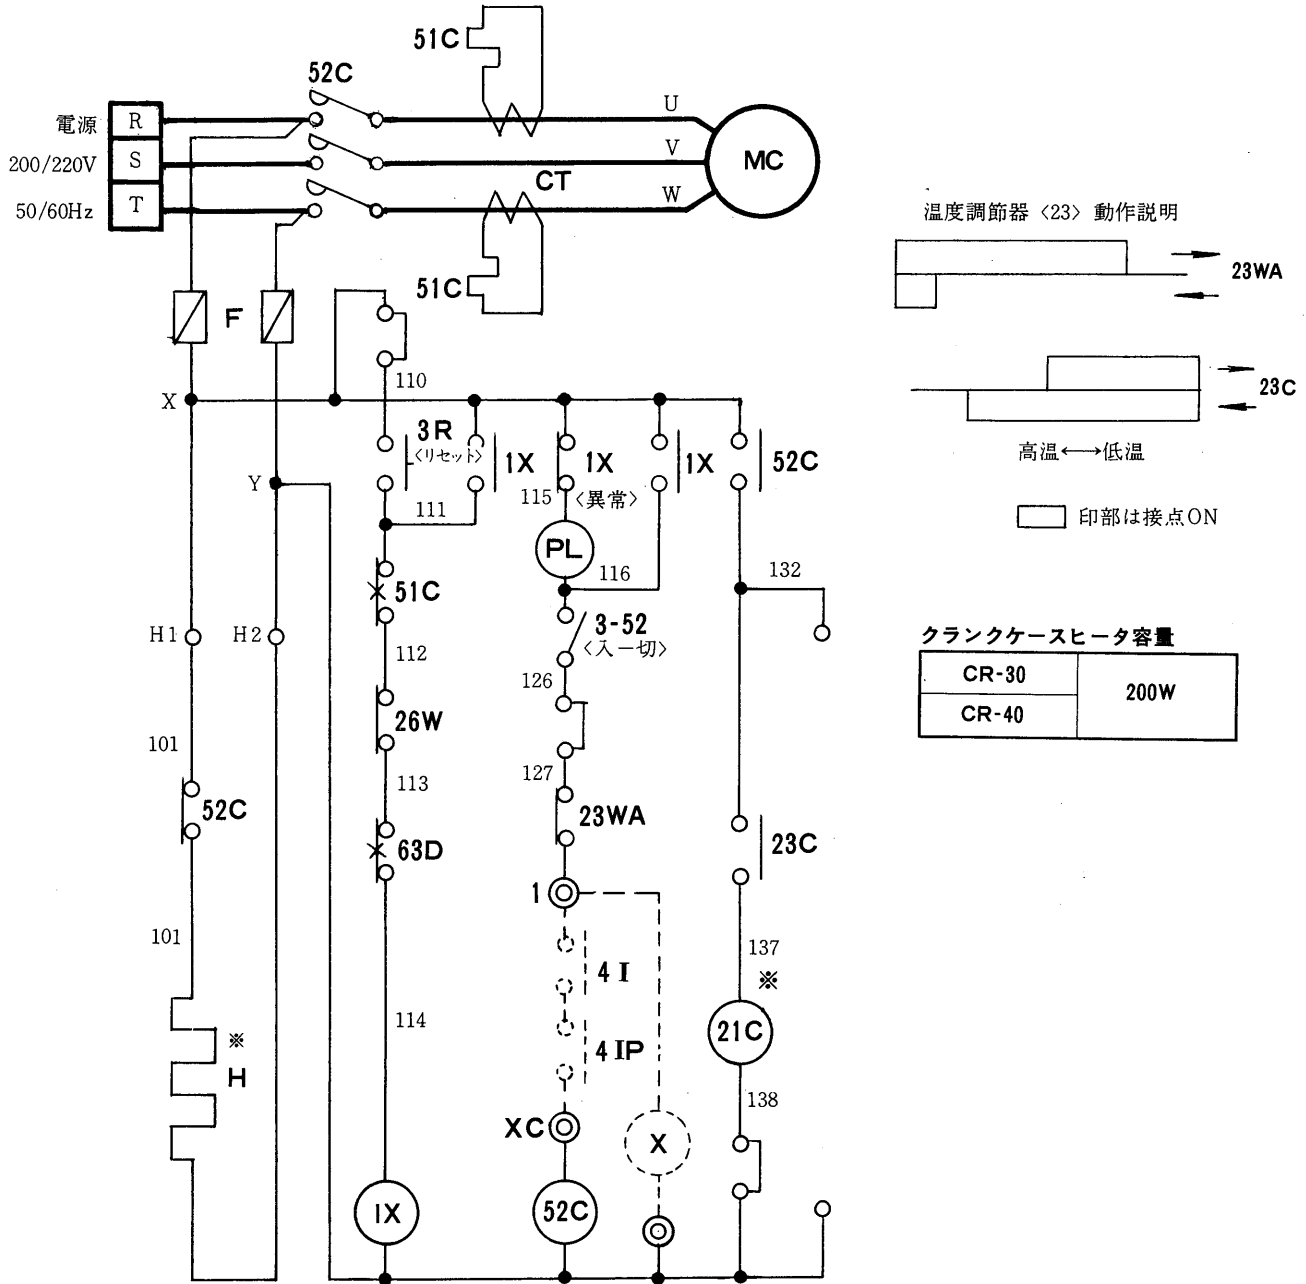 51C
52C
電源
R
U
200/220V
S
V
MC
CT
50/60Hz
T
W
51C
F
温度調節器〈23〉動作説明
23WA
23C
高温⟷低温
印部は接点ON
X
110
3R
〈リセット〉
1X
1X
1X
52C
Y
111
115
〈異常〉
PL
116
132
51C
3-52
〈入ー切〉
H1
H2
112
126
クランクケースヒータ容量
CR-30
200W
CR-40
26W
101
127
113
52C
23WA
23C
63D
1
101
137
※
4I
114
21C
※
4IP
H
138
XC
X
1X
52C